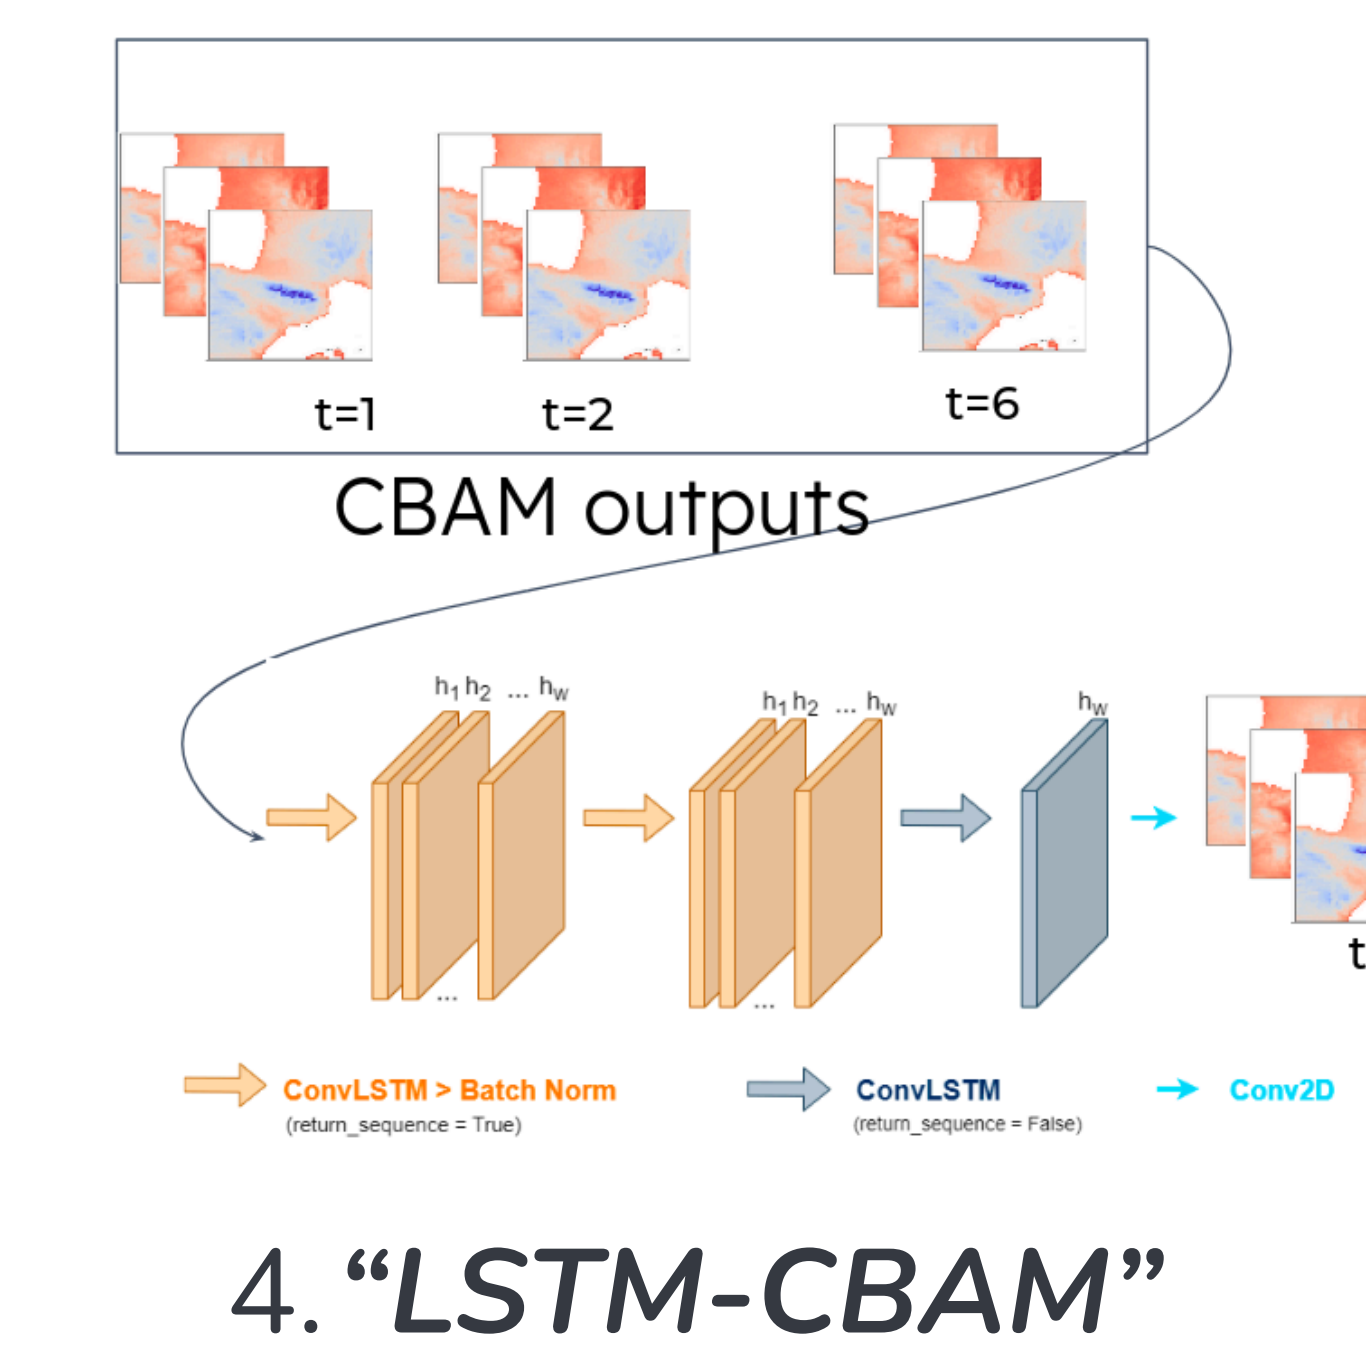 t=1
t=2
t=6
CBAM outputs
h1 h2 ... hw
h1 h2 ... hw
hw
...
...
t
ConvLSTM > Batch Norm
(return_sequence = True)
ConvLSTM
(return_sequence = False)
Conv2D
4. “LSTM-CBAM”